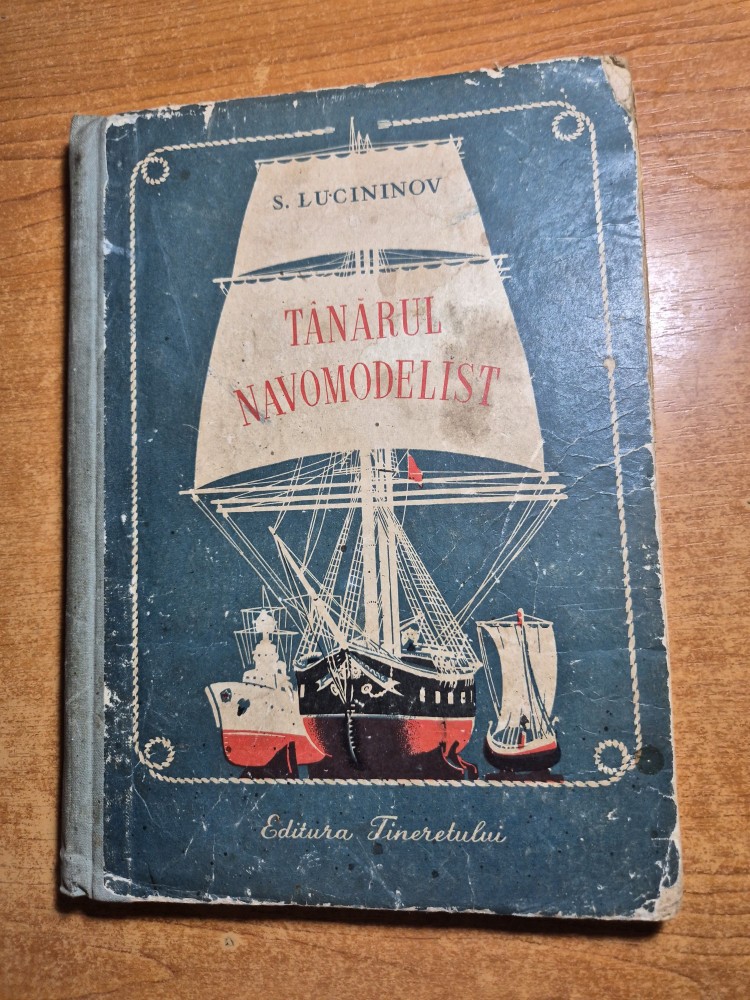 S. LUCININOV
TÂNĂRUL
NAVOMODELIST
Editura Tineretului